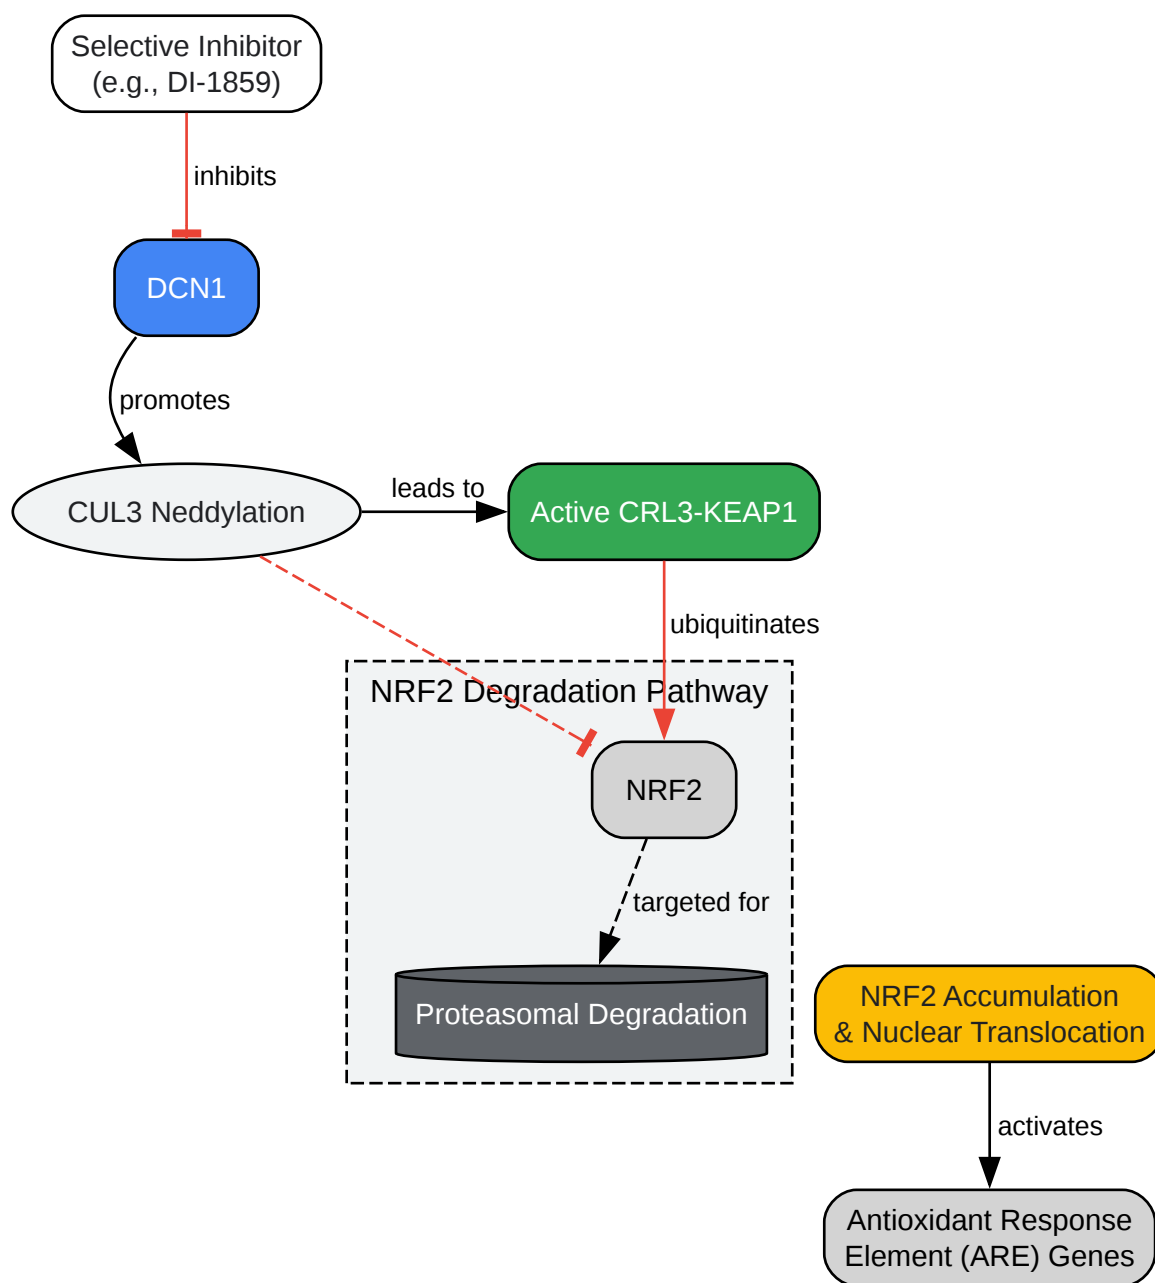 Selective Inhibitor
(e.g., DI-1859)
inhibits
DCN1
promotes
CUL3 Neddylation
leads to
Active CRL3-KEAP1
ubiquitinates
NRF2 Degradation Pathway
NRF2
targeted for
Proteasomal Degradation
NRF2 Accumulation
& Nuclear Translocation
activates
Antioxidant Response
Element (ARE) Genes